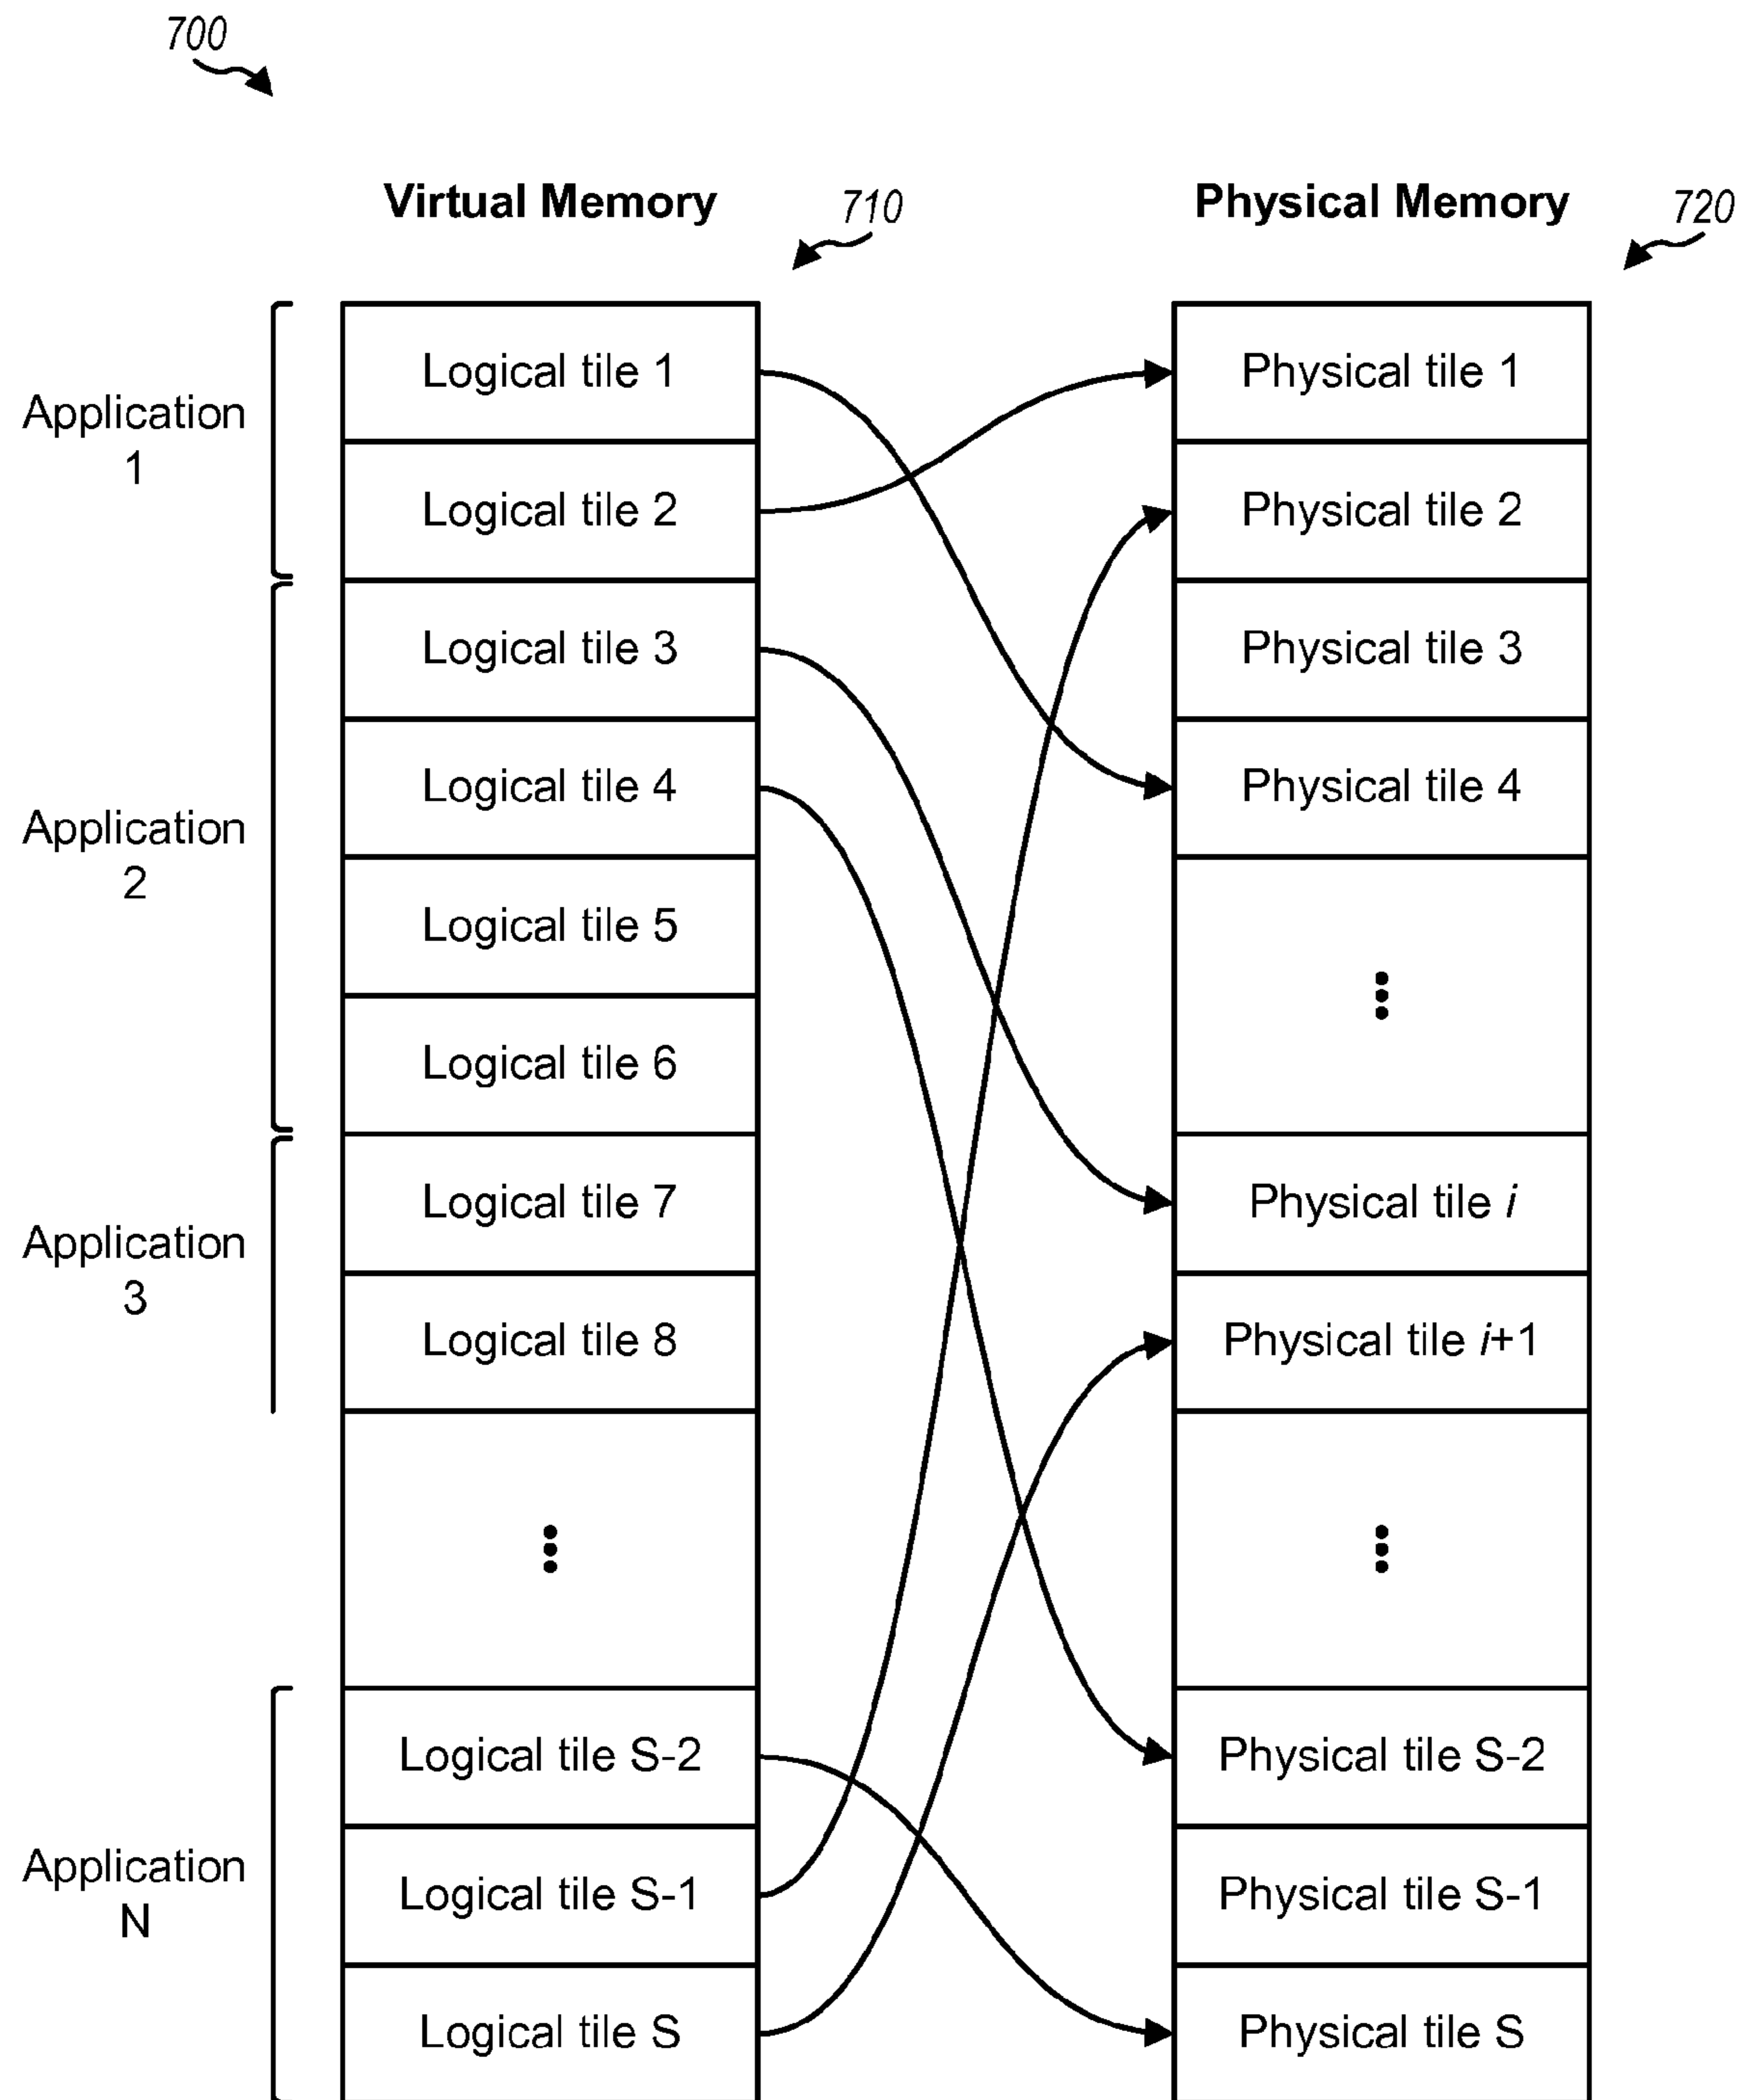 700
Virtual Memory
710
Physical Memory
720
Application
1
Logical tile 1
Logical tile 2
Application
2
Logical tile 3
Logical tile 4
Logical tile 5
Logical tile 6
Application
3
Logical tile 7
Logical tile 8
Application
N
Logical tile S-2
Logical tile S-1
Logical tile S
Physical tile 1
Physical tile 2
Physical tile 3
Physical tile 4
Physical tile i
Physical tile i+1
Physical tile S-2
Physical tile S-1
Physical tile S